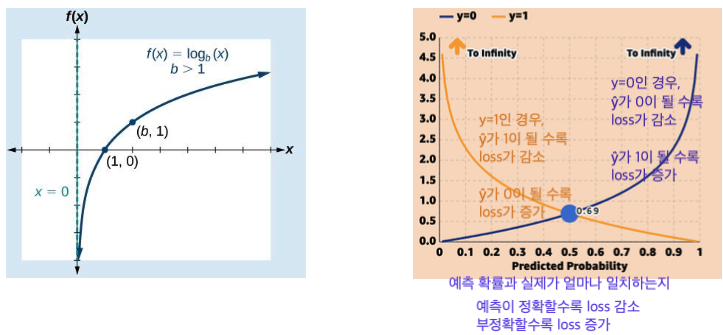 f(x)
f(x) = log_b(x)
b > 1
(b, 1)
x
(1, 0)
x = 0
y=0 y=1
5.0
4.5
4.0
3.5
3.0
2.5
2.0
1.5
1.0
0.5
0.0
To Infinity
To Infinity
y=0인 경우,
ŷ가 0이 될 수록
loss가 감소
ŷ가 1이 될 수록
loss가 증가
y=1인 경우,
ŷ가 1이 될 수록
loss가 감소
ŷ가 0이 될 수록
loss가 증가
0.69
0 0.1 0.2 0.3 0.4 0.5 0.6 0.7 0.8 0.9 1
Predicted Probability
예측 확률과 실제가 얼마나 일치하는지
예측이 정확할수록 loss 감소
부정확할수록 loss 증가